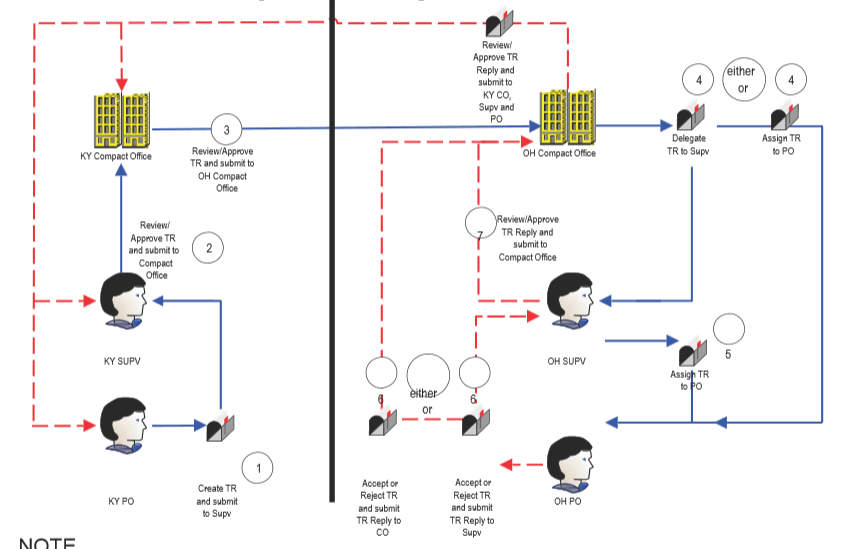 Review/
Approve TR
Reply and
submit to
KY CO,
Supv and
PO
4
either
or
4
KY Compact Office
3
Review/Approve
TR and submit to
OH Compact
Office
OH Compact Office
Delegate
TR to Supv
Assign TR
to PO
Review/
Approve TR
and submit to
Compact
Office
2
7
Review/Approve
TR Reply and
submit to
Compact Office
KY SUPV
OH SUPV
5
Assign TR
to PO
6
either
or
6
KY PO
1
Create TR
and submit
to Supv
Accept or
Reject TR
and submit
TR Reply to
CO
Accept or
Reject TR
and submit
TR Reply to
Supv
OH PO
NOTE